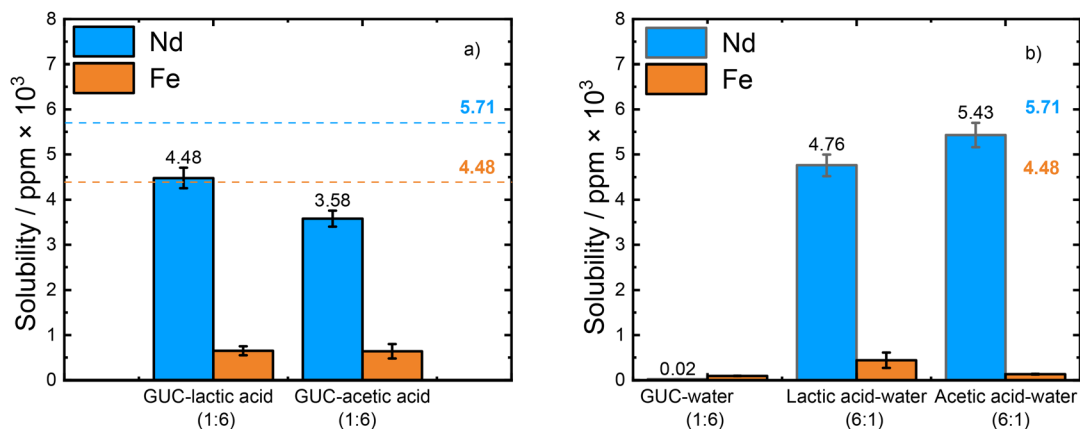 Solubility / ppm × 10³
8
7
6
5
4
3
2
1
0
Nd
Fe
a)
5.71
4.48
4.48
3.58
GUC-lactic acid
(1:6)
GUC-acetic acid
(1:6)
Solubility / ppm × 10³
8
7
6
5
4
3
2
1
0
Nd
Fe
b)
5.71
4.48
0.02
4.76
5.43
GUC-water
(1:6)
Lactic acid-water
(6:1)
Acetic acid-water
(6:1)